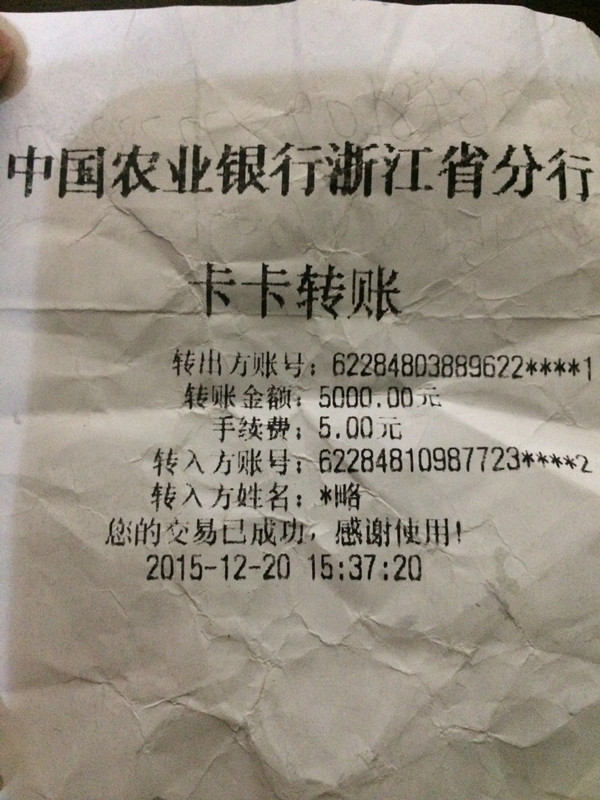 中国农业银行浙江省分行
卡卡转账
转出方账号：62284803889622****1
转账金额：5000.00元
手续费：5.00元
转入方账号：62284810987723****2
转入方姓名：*略
您的交易已成功，感谢使用！
2015-12-20 15:37:20